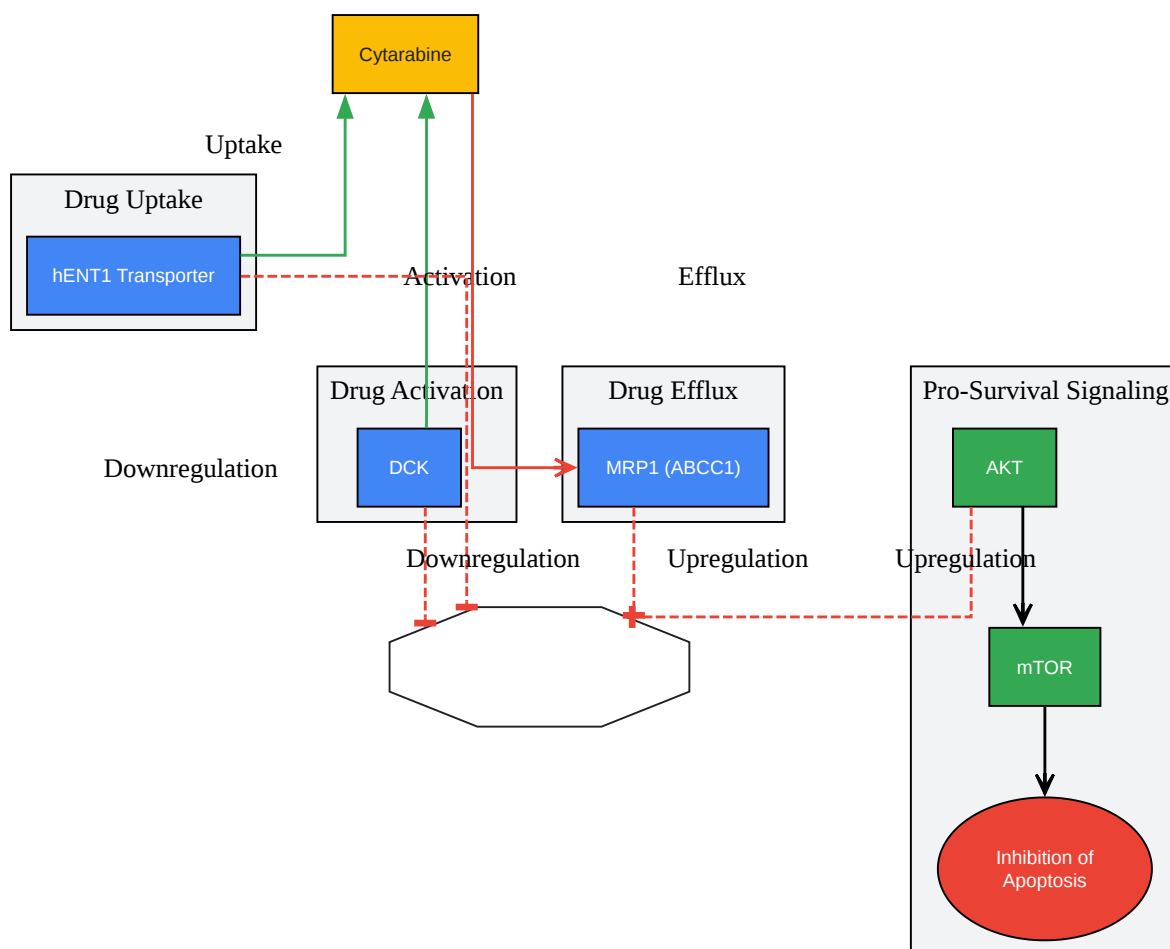 Cytarabine
Uptake
Drug Uptake
hENT1 Transporter
Activation
Efflux
Drug Activation
Drug Efflux
Pro-Survival Signaling
DCK
MRP1 (ABCC1)
AKT
Downregulation
Downregulation
Upregulation
Upregulation
mTOR
Inhibition of
Apoptosis